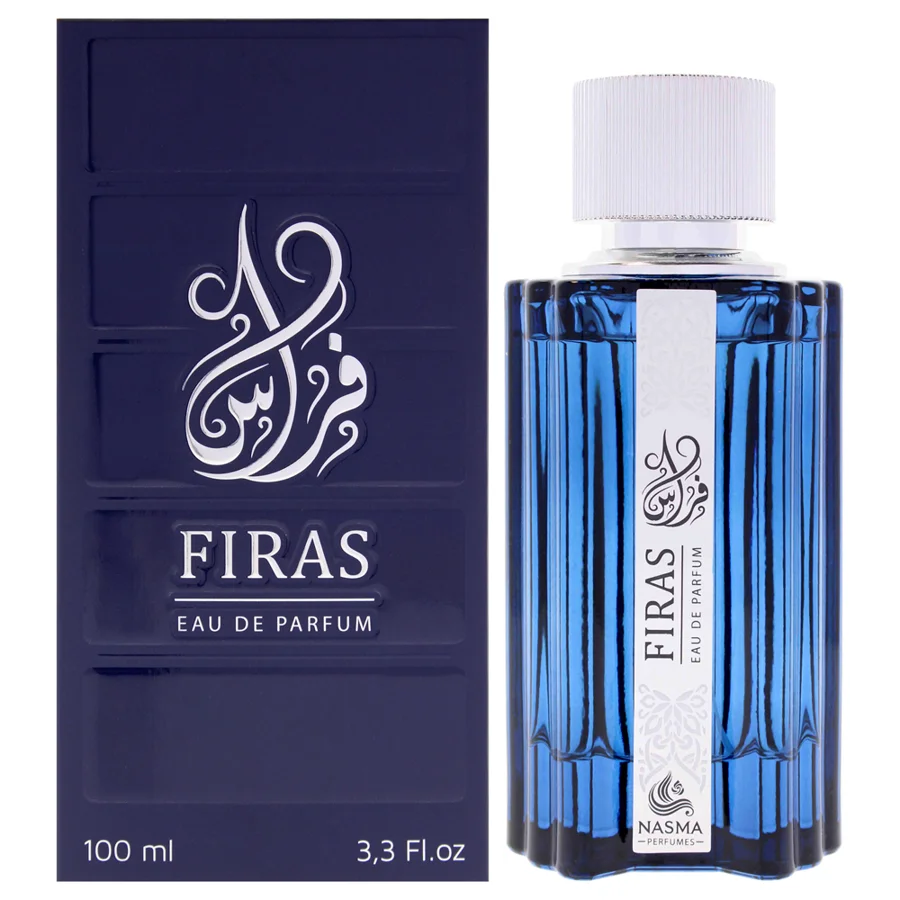 فراس
FIRAS
EAU DE PARFUM
100 ml
3,3 Fl.oz
فراس
FIRAS
EAU DE PARFUM
NASMA
PERFUMES